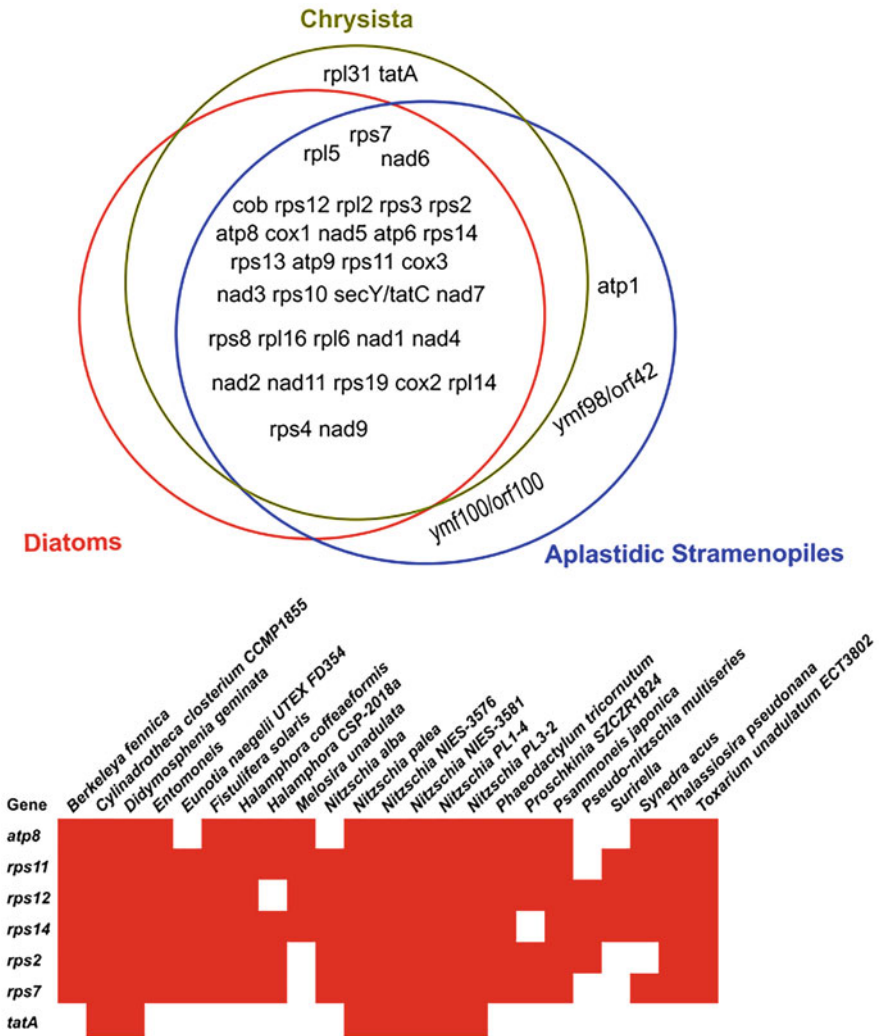 Chrysista
rpl31 tatA
rps7
rpl5
nad6
cob rps12 rpl2 rps3 rps2
atp8 cox1 nad5 atp6 rps14
rps13 atp9 rps11 cox3
nad3 rps10 secY/tatC nad7
atp1
rps8 rpl16 rpl6 nad1 nad4
nad2 nad11 rps19 cox2 rpl14
ymf98/orf42
rps4 nad9
ymf100/orf100
Diatoms
Aplastidic Stramenopiles
Gene
Berkeleya fennica
Cylinadrotheca closterium CCMP1855
Didymosphenia geminata
Entomoneis
Eunotia naegelii UTEX FD354
Fistulifera solaris
Halamphora coffeaeformis
Halamphora CSP-2018a
Melosira unadulata
Nitzschia alba
Nitzschia palea
Nitzschia NIES-3576
Nitzschia NIES-3581
Nitzschia PL1-4
Nitzschia PL3-2
Phaeodactylum tricornutum
Proschkinia SZCZR1824
Psammoneis japonica
Pseudo-nitzschia multiseries
Surirella
Synedra acus
Thalassiosira pseudonana
Toxarium unadulatum ECT3802
atp8
rps11
rps12
rps14
rps2
rps7
tatA